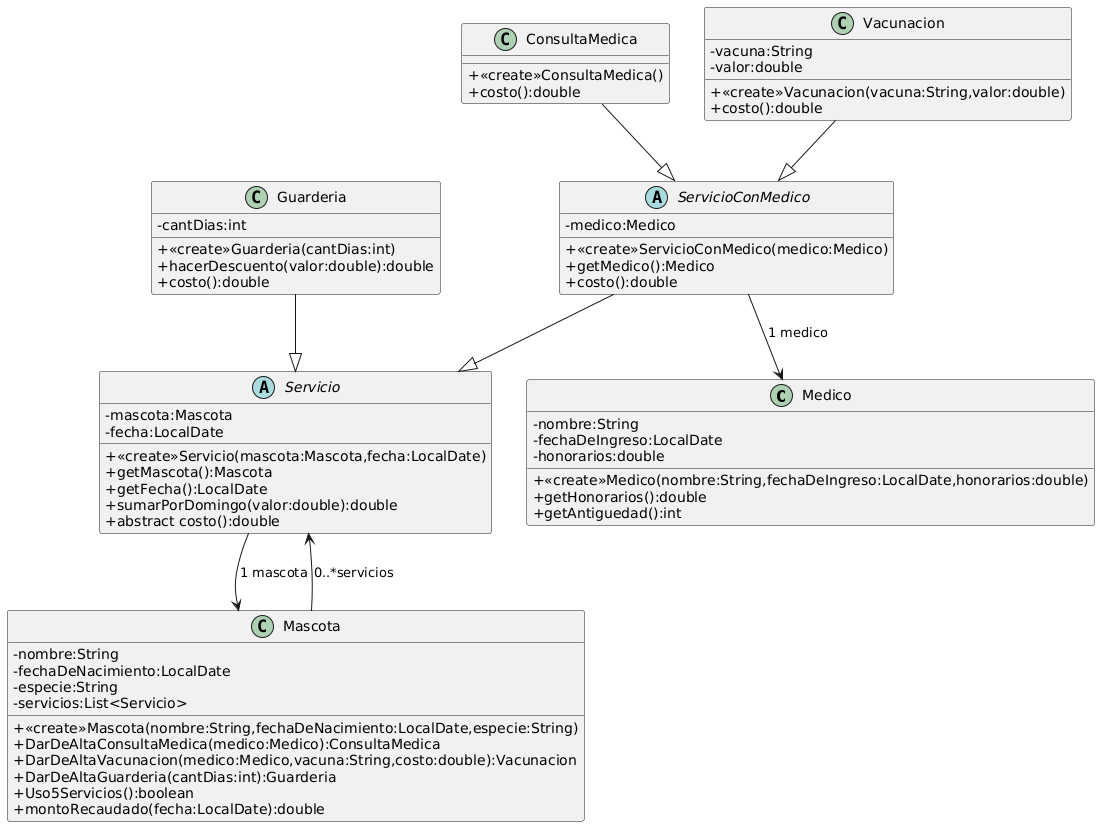 C ConsultaMedica
+«create»ConsultaMedica()
+costo():double
C Vacunacion
-vacuna:String
-valor:double
+«create»Vacunacion(vacuna:String,valor:double)
+costo():double
C Guarderia
-cantDias:int
+«create»Guarderia(cantDias:int)
+hacerDescuento(valor:double):double
+costo():double
A ServicioConMedico
-medico:Medico
+«create»ServicioConMedico(medico:Medico)
+getMedico():Medico
+costo():double
1 medico
A Servicio
-mascota:Mascota
-fecha:LocalDate
+«create»Servicio(mascota:Mascota,fecha:LocalDate)
+getMascota():Mascota
+getFecha():LocalDate
+sumarPorDomingo(valor:double):double
+abstract costo():double
C Medico
-nombre:String
-fechaDeIngreso:LocalDate
-honorarios:double
+«create»Medico(nombre:String,fechaDeIngreso:LocalDate,honorarios:double)
+getHonorarios():double
+getAntiguedad():int
1 mascota
0..*servicios
C Mascota
-nombre:String
-fechaDeNacimiento:LocalDate
-especie:String
-servicios:List<Servicio>
+«create»Mascota(nombre:String,fechaDeNacimiento:LocalDate,especie:String)
+DarDeAltaConsultaMedica(medico:Medico):ConsultaMedica
+DarDeAltaVacunacion(medico:Medico,vacuna:String,costo:double):Vacunacion
+DarDeAltaGuarderia(cantDias:int):Guarderia
+Uso5Servicios():boolean
+montoRecaudado(fecha:LocalDate):double